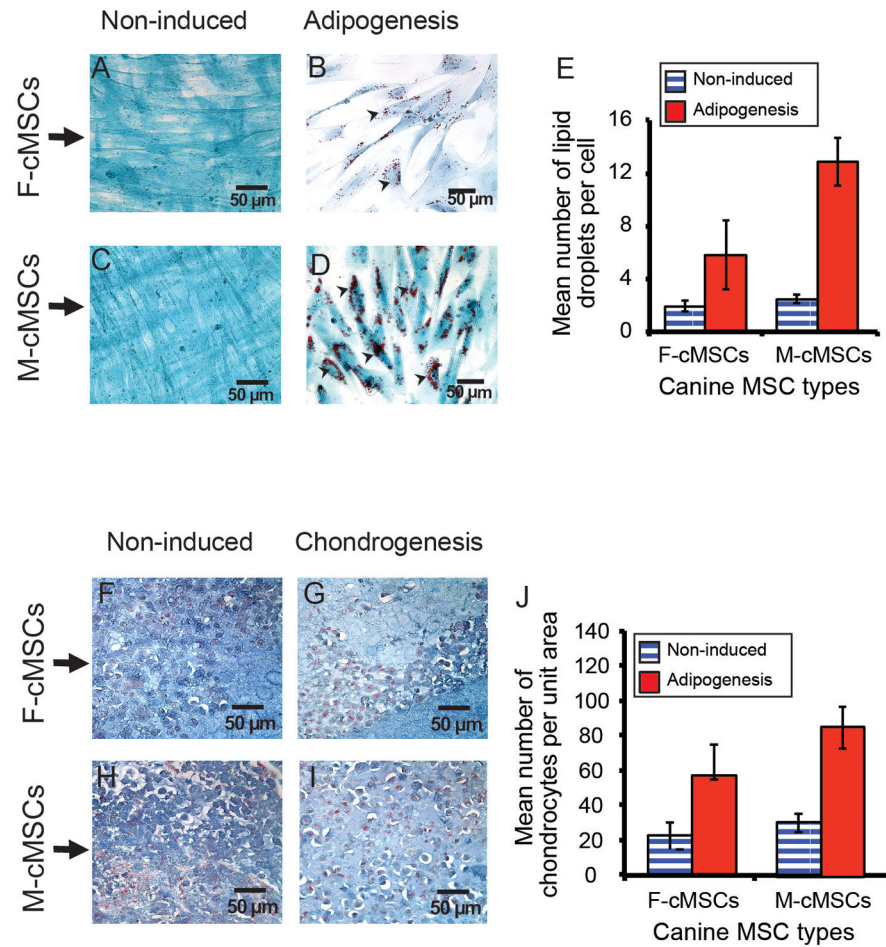 Non-induced
Adipogenesis
F-cMSCs
M-cMSCs
A
50 µm
B
50 µm
C
50 µm
D
50 µm
E
Non-induced
Adipogenesis
Mean number of lipid
droplets per cell
16
12
8
4
0
F-cMSCs M-cMSCs
Canine MSC types
Non-induced
Chondrogenesis
F-cMSCs
M-cMSCs
F
50 µm
G
50 µm
H
50 µm
I
50 µm
J
Non-induced
Adipogenesis
Mean number of
chondrocytes per unit area
140
120
100
80
60
40
20
0
F-cMSCs M-cMSCs
Canine MSC types